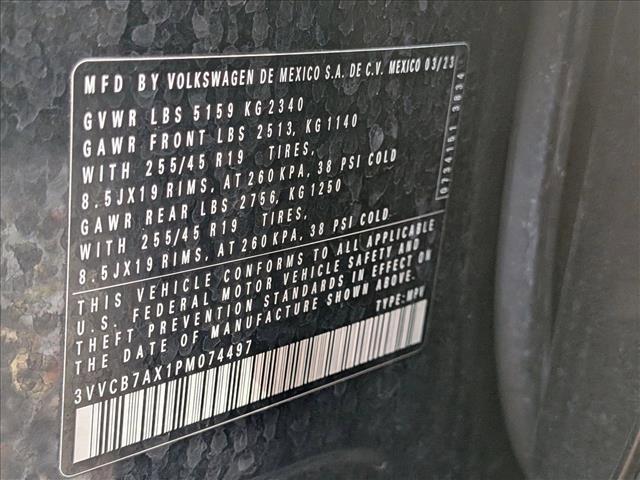 MFD BY VOLKSWAGEN DE MEXICO S.A. DE C.V. MEXICO 03/23
GVWR LBS 5159 KG 2340
GAWR FRONT LBS 2513, KG 1140
WITH 255/45 R19 TIRES,
8.5JX19 RIMS, AT 260 KPA, 38 PSI COLD
GAWR REAR LBS 2756, KG 1250
WITH 255/45 R19 TIRES,
8.5JX19 RIMS, AT 260 KPA, 38 PSI COLD
THIS VEHICLE CONFORMS TO ALL APPLICABLE
U.S. FEDERAL MOTOR VEHICLE SAFETY AND
THEFT PREVENTION STANDARDS IN EFFECT ON
THE DATE OF MANUFACTURE SHOWN ABOVE.
TYPE: MPV
3VVCB7AX1PM074497
0734161 3834